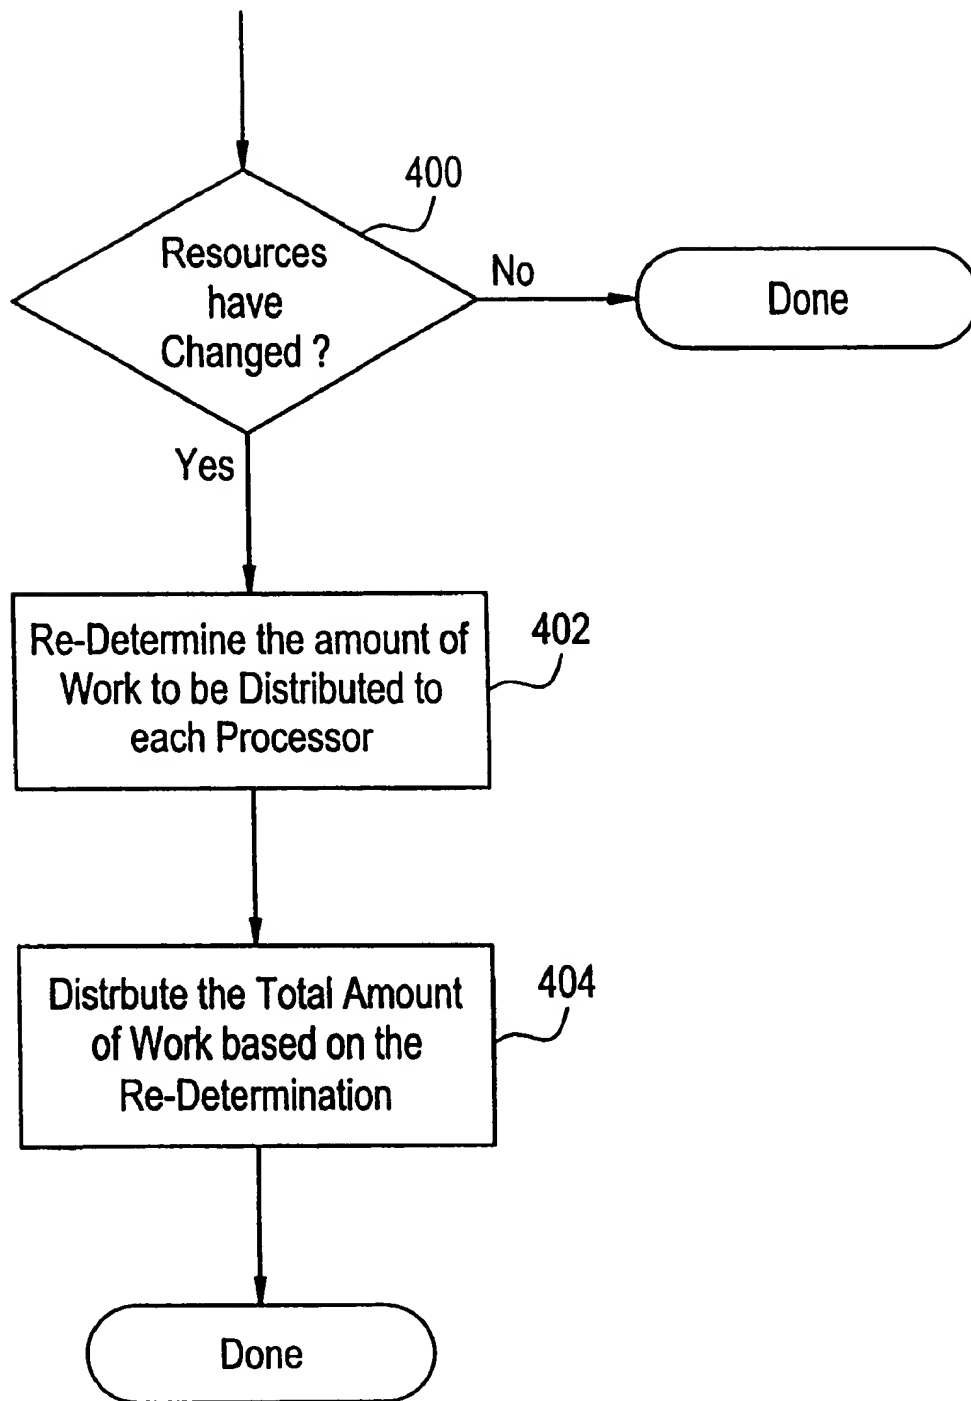 400
Resources
have
Changed ?
No
Done
Yes
Re-Determine the amount of
Work to be Distributed to
each Processor
402
Distrbute the Total Amount
of Work based on the
Re-Determination
404
Done